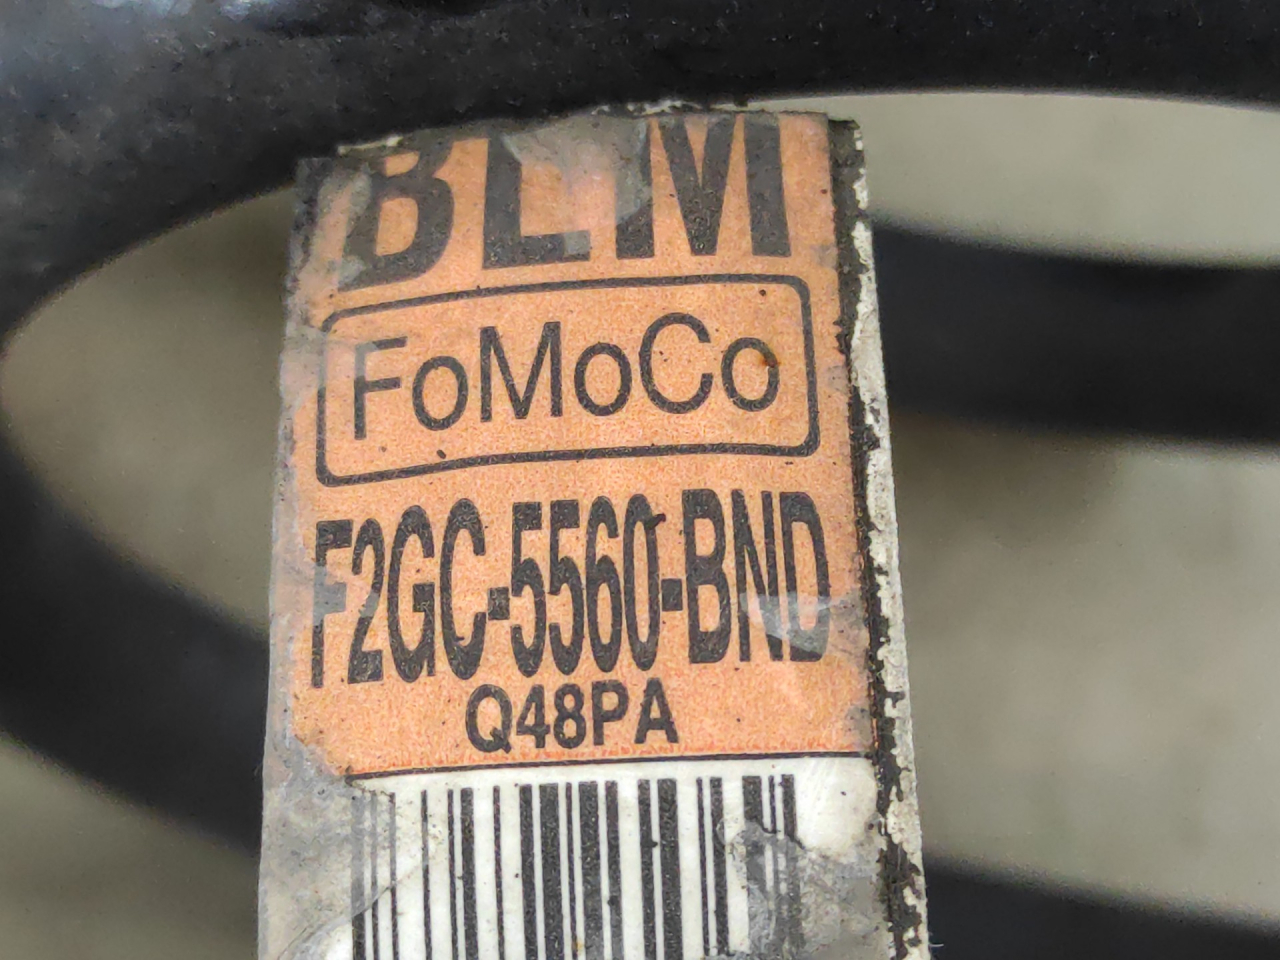 BLM
FoMoCo
F2GC-5560-BND
Q48PA